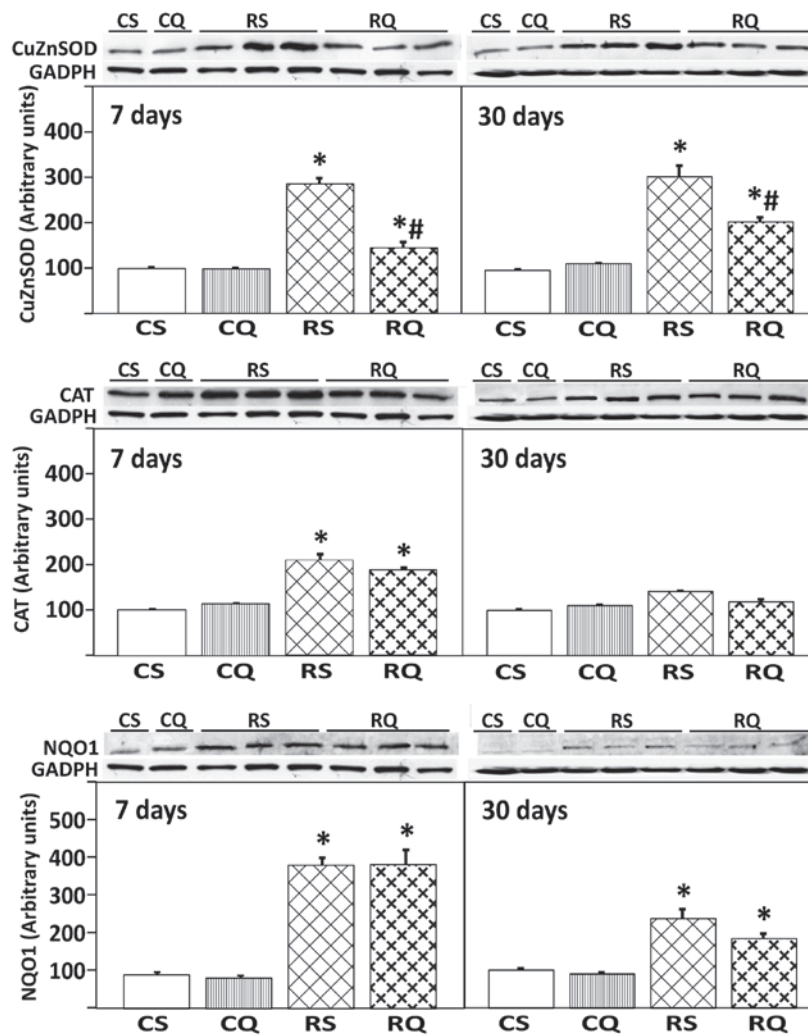 CS CQ RS RQ CS CQ RS RQ
CuZnSOD
GADPH
7 days 30 days
CuZnSOD (Arbitrary units)
400
300
200
100
* *# * *#
CS CQ RS RQ CS CQ RS RQ
CS CQ RS RQ CS CQ RS RQ
CAT
GADPH
7 days 30 days
CAT (Arbitrary units)
400
300
200
100
* *
CS CQ RS RQ CS CQ RS RQ
CS CQ RS RQ CS CQ RS RQ
NQO1
GADPH
7 days 30 days
NQO1 (Arbitrary units)
500
400
300
200
100
* * * *
CS CQ RS RQ CS CQ RS RQ